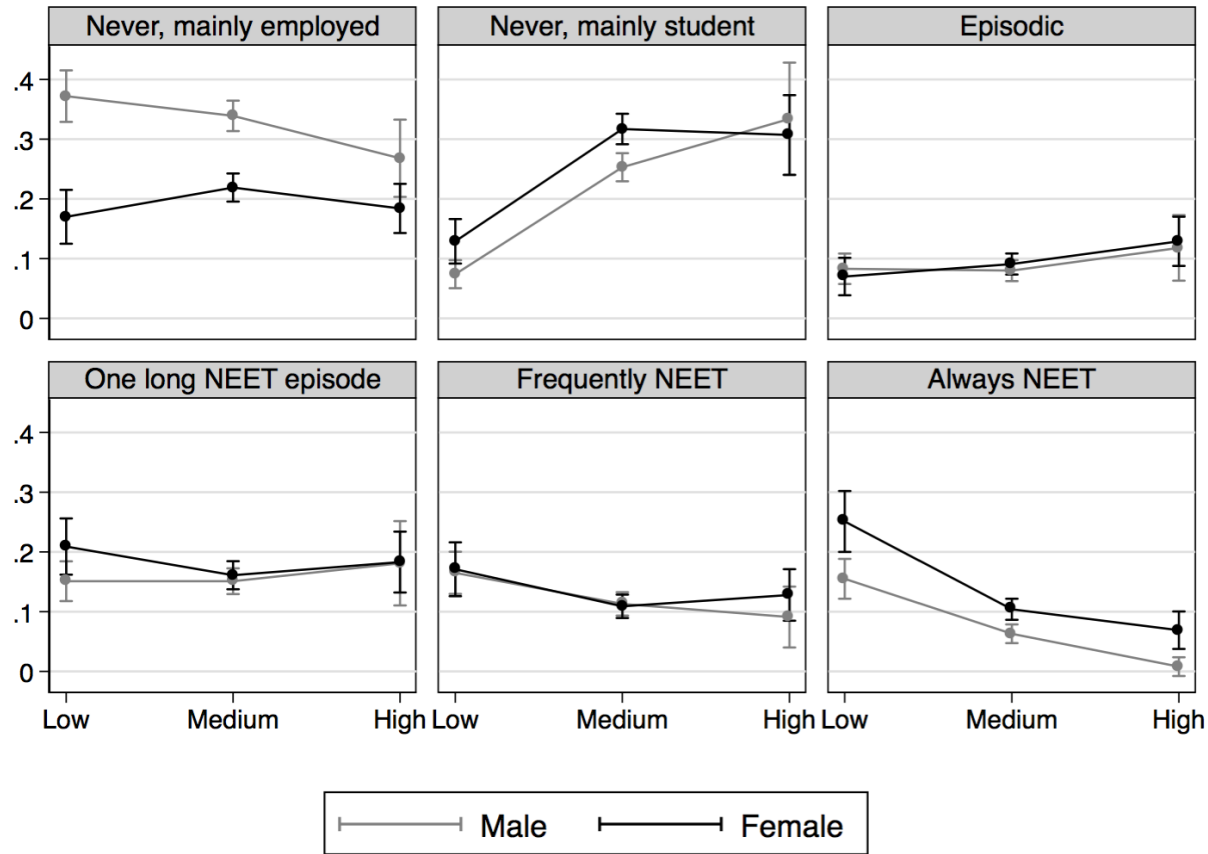 Never, mainly employed
Never, mainly student
Episodic
.4
.3
.2
.1
0
One long NEET episode
Frequently NEET
Always NEET
.4
.3
.2
.1
0
Low
Medium
High
Low
Medium
High
Low
Medium
High
Male
Female